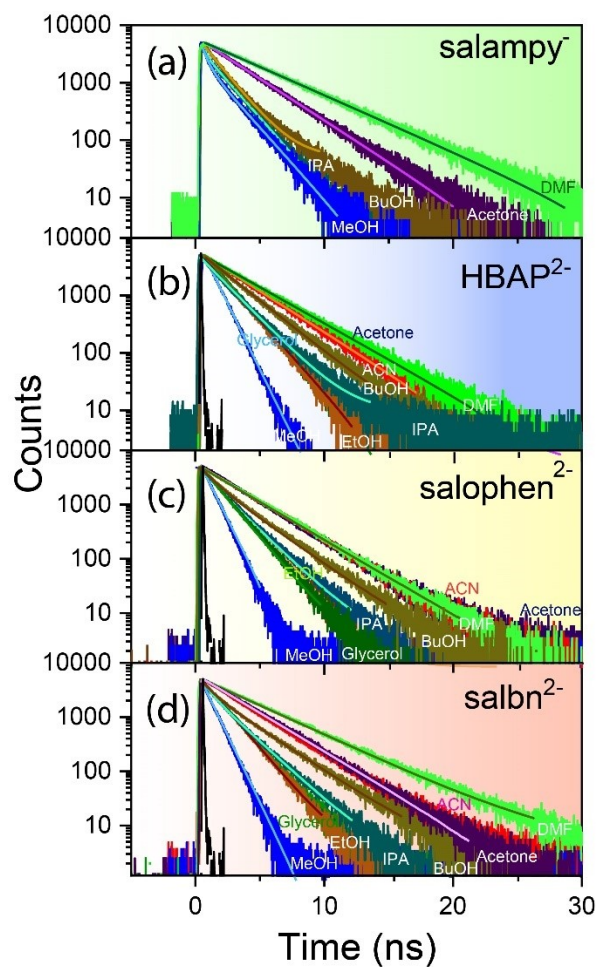 10000
(a)
salampy-
1000
100
IPA
10
BuOH
DMF
Acetone
MeOH
10000
(b)
HBAP2-
1000
Acetone
Glycerol
100
ACN
BuOH
10
DMF
IPA
MeOH
EtOH
10000
(c)
salophen2-
1000
100
EtOH
ACN
10
IPA
DMF
Acetone
BuOH
MeOH
Glycerol
10000
(d)
salbn2-
1000
100
ACN
Glycerol
10
DMF
EtOH
MeOH
IPA
Acetone
BuOH
0
10
20
30
Time (ns)
Counts